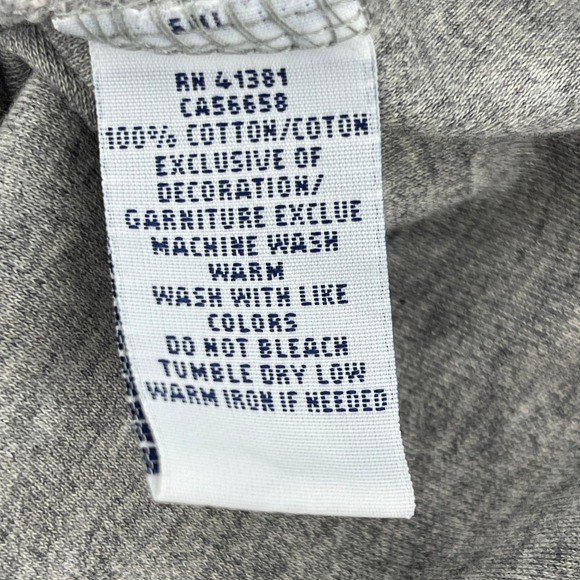 RN 41381
CA56658
100% COTTON/COTON
EXCLUSIVE OF
DECORATION/
GARNITURE EXCLUE
MACHINE WASH
WARM
WASH WITH LIKE
COLORS
DO NOT BLEACH
TUMBLE DRY LOW
WARM IRON IF NEEDED